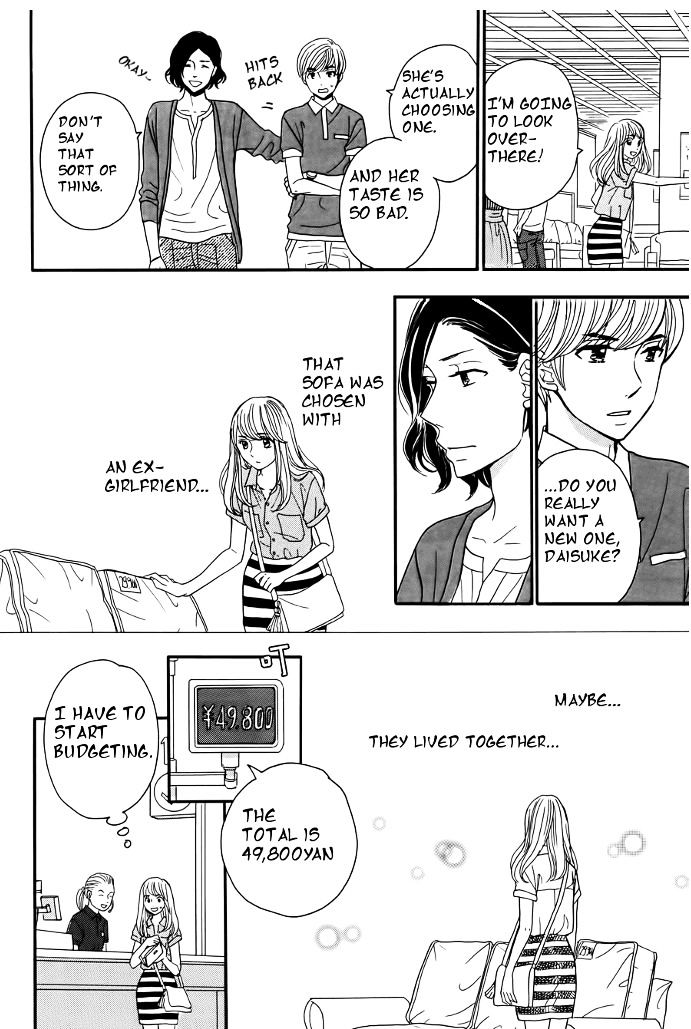 I'M GOING
TO LOOK
OVER-
THERE!
SHE'S
ACTUALLY
CHOOSING
ONE.
AND HER
TASTE IS
SO BAD.
HITS
BACK
OKAY~
DON'T
SAY
THAT
SORT OF
THING.
...DO YOU
REALLY
WANT A
NEW ONE,
DAISUKE?
THAT
SOFA WAS
CHOSEN
WITH
AN EX-
GIRLFRIEND...
MAYBE...
THEY LIVED TOGETHER...
叮
¥49.800
I HAVE TO
START
BUDGETING.
THE
TOTAL IS
49,800YAN